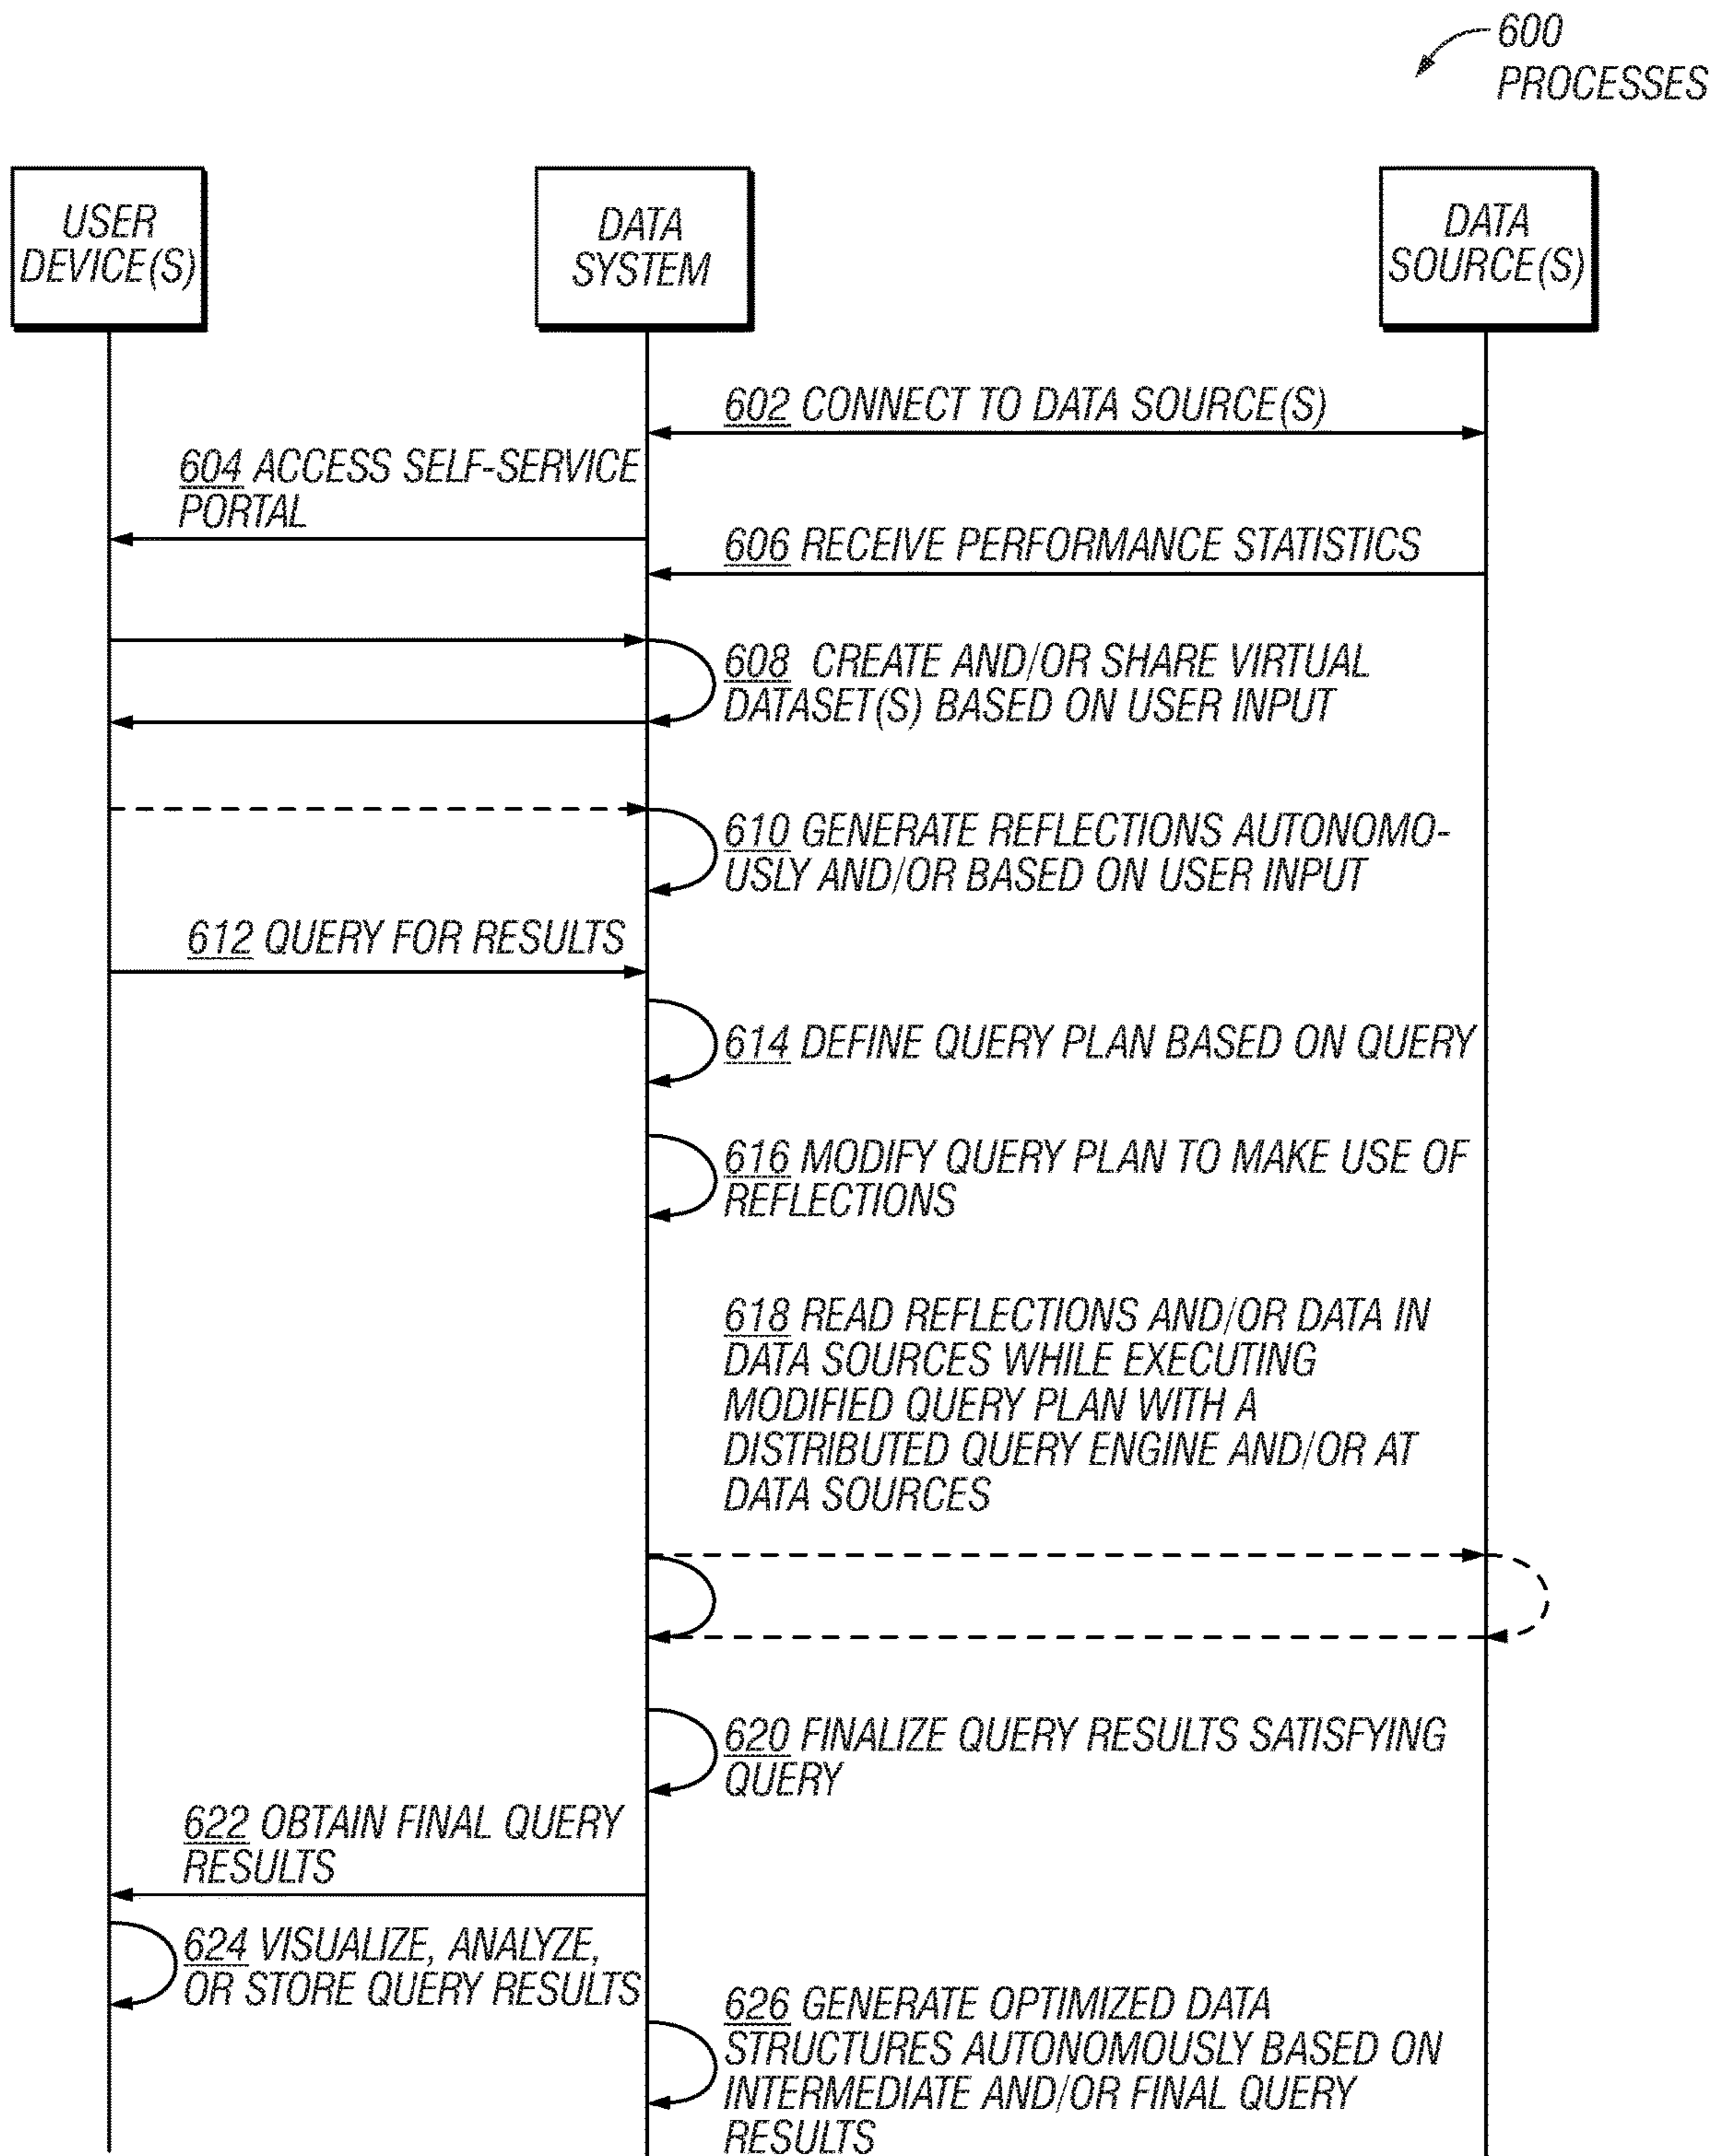 600
PROCESSES
USER
DEVICE(S)
DATA
SYSTEM
DATA
SOURCE(S)
602 CONNECT TO DATA SOURCE(S)
604 ACCESS SELF-SERVICE
PORTAL
606 RECEIVE PERFORMANCE STATISTICS
608 CREATE AND/OR SHARE VIRTUAL
DATASET(S) BASED ON USER INPUT
610 GENERATE REFLECTIONS AUTONOMO-
USLY AND/OR BASED ON USER INPUT
612 QUERY FOR RESULTS
614 DEFINE QUERY PLAN BASED ON QUERY
616 MODIFY QUERY PLAN TO MAKE USE OF
REFLECTIONS
618 READ REFLECTIONS AND/OR DATA IN
DATA SOURCES WHILE EXECUTING
MODIFIED QUERY PLAN WITH A
DISTRIBUTED QUERY ENGINE AND/OR AT
DATA SOURCES
620 FINALIZE QUERY RESULTS SATISFYING
QUERY
622 OBTAIN FINAL QUERY
RESULTS
624 VISUALIZE, ANALYZE,
OR STORE QUERY RESULTS
626 GENERATE OPTIMIZED DATA
STRUCTURES AUTONOMOUSLY BASED ON
INTERMEDIATE AND/OR FINAL QUERY
RESULTS